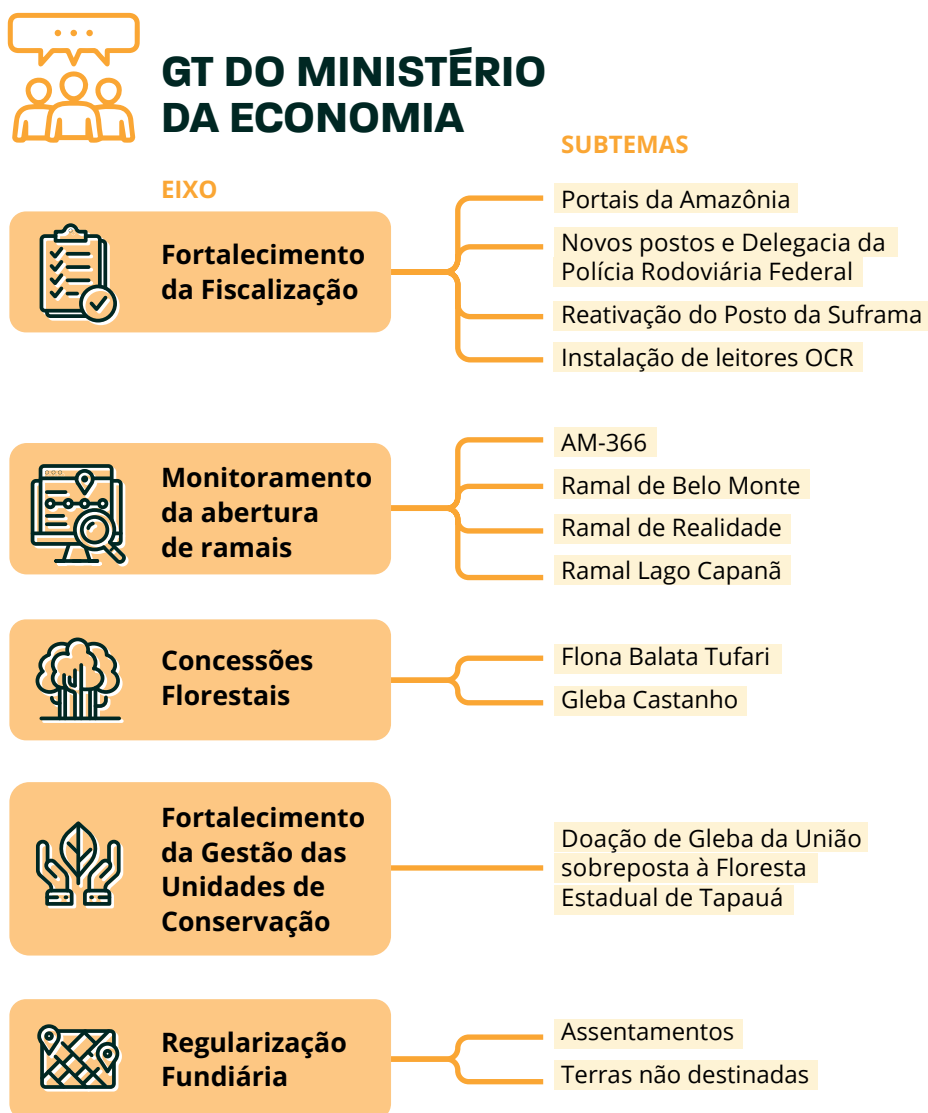 GT DO MINISTÉRIO
DA ECONOMIA
EIXO
SUBTEMAS
Fortalecimento
da Fiscalização
Portais da Amazônia
Novos postos e Delegacia da
Polícia Rodoviária Federal
Reativação do Posto da Suframa
Instalação de leitores OCR
Monitoramento
da abertura
de ramais
AM-366
Ramal de Belo Monte
Ramal de Realidade
Ramal Lago Capanã
Concessões
Florestais
Flona Balata Tufari
Gleba Castanho
Fortalecimento
da Gestão das
Unidades de
Conservação
Doação de Gleba da União
sobreposta à Floresta
Estadual de Tapauá
Regularização
Fundiária
Assentamentos
Terras não destinadas